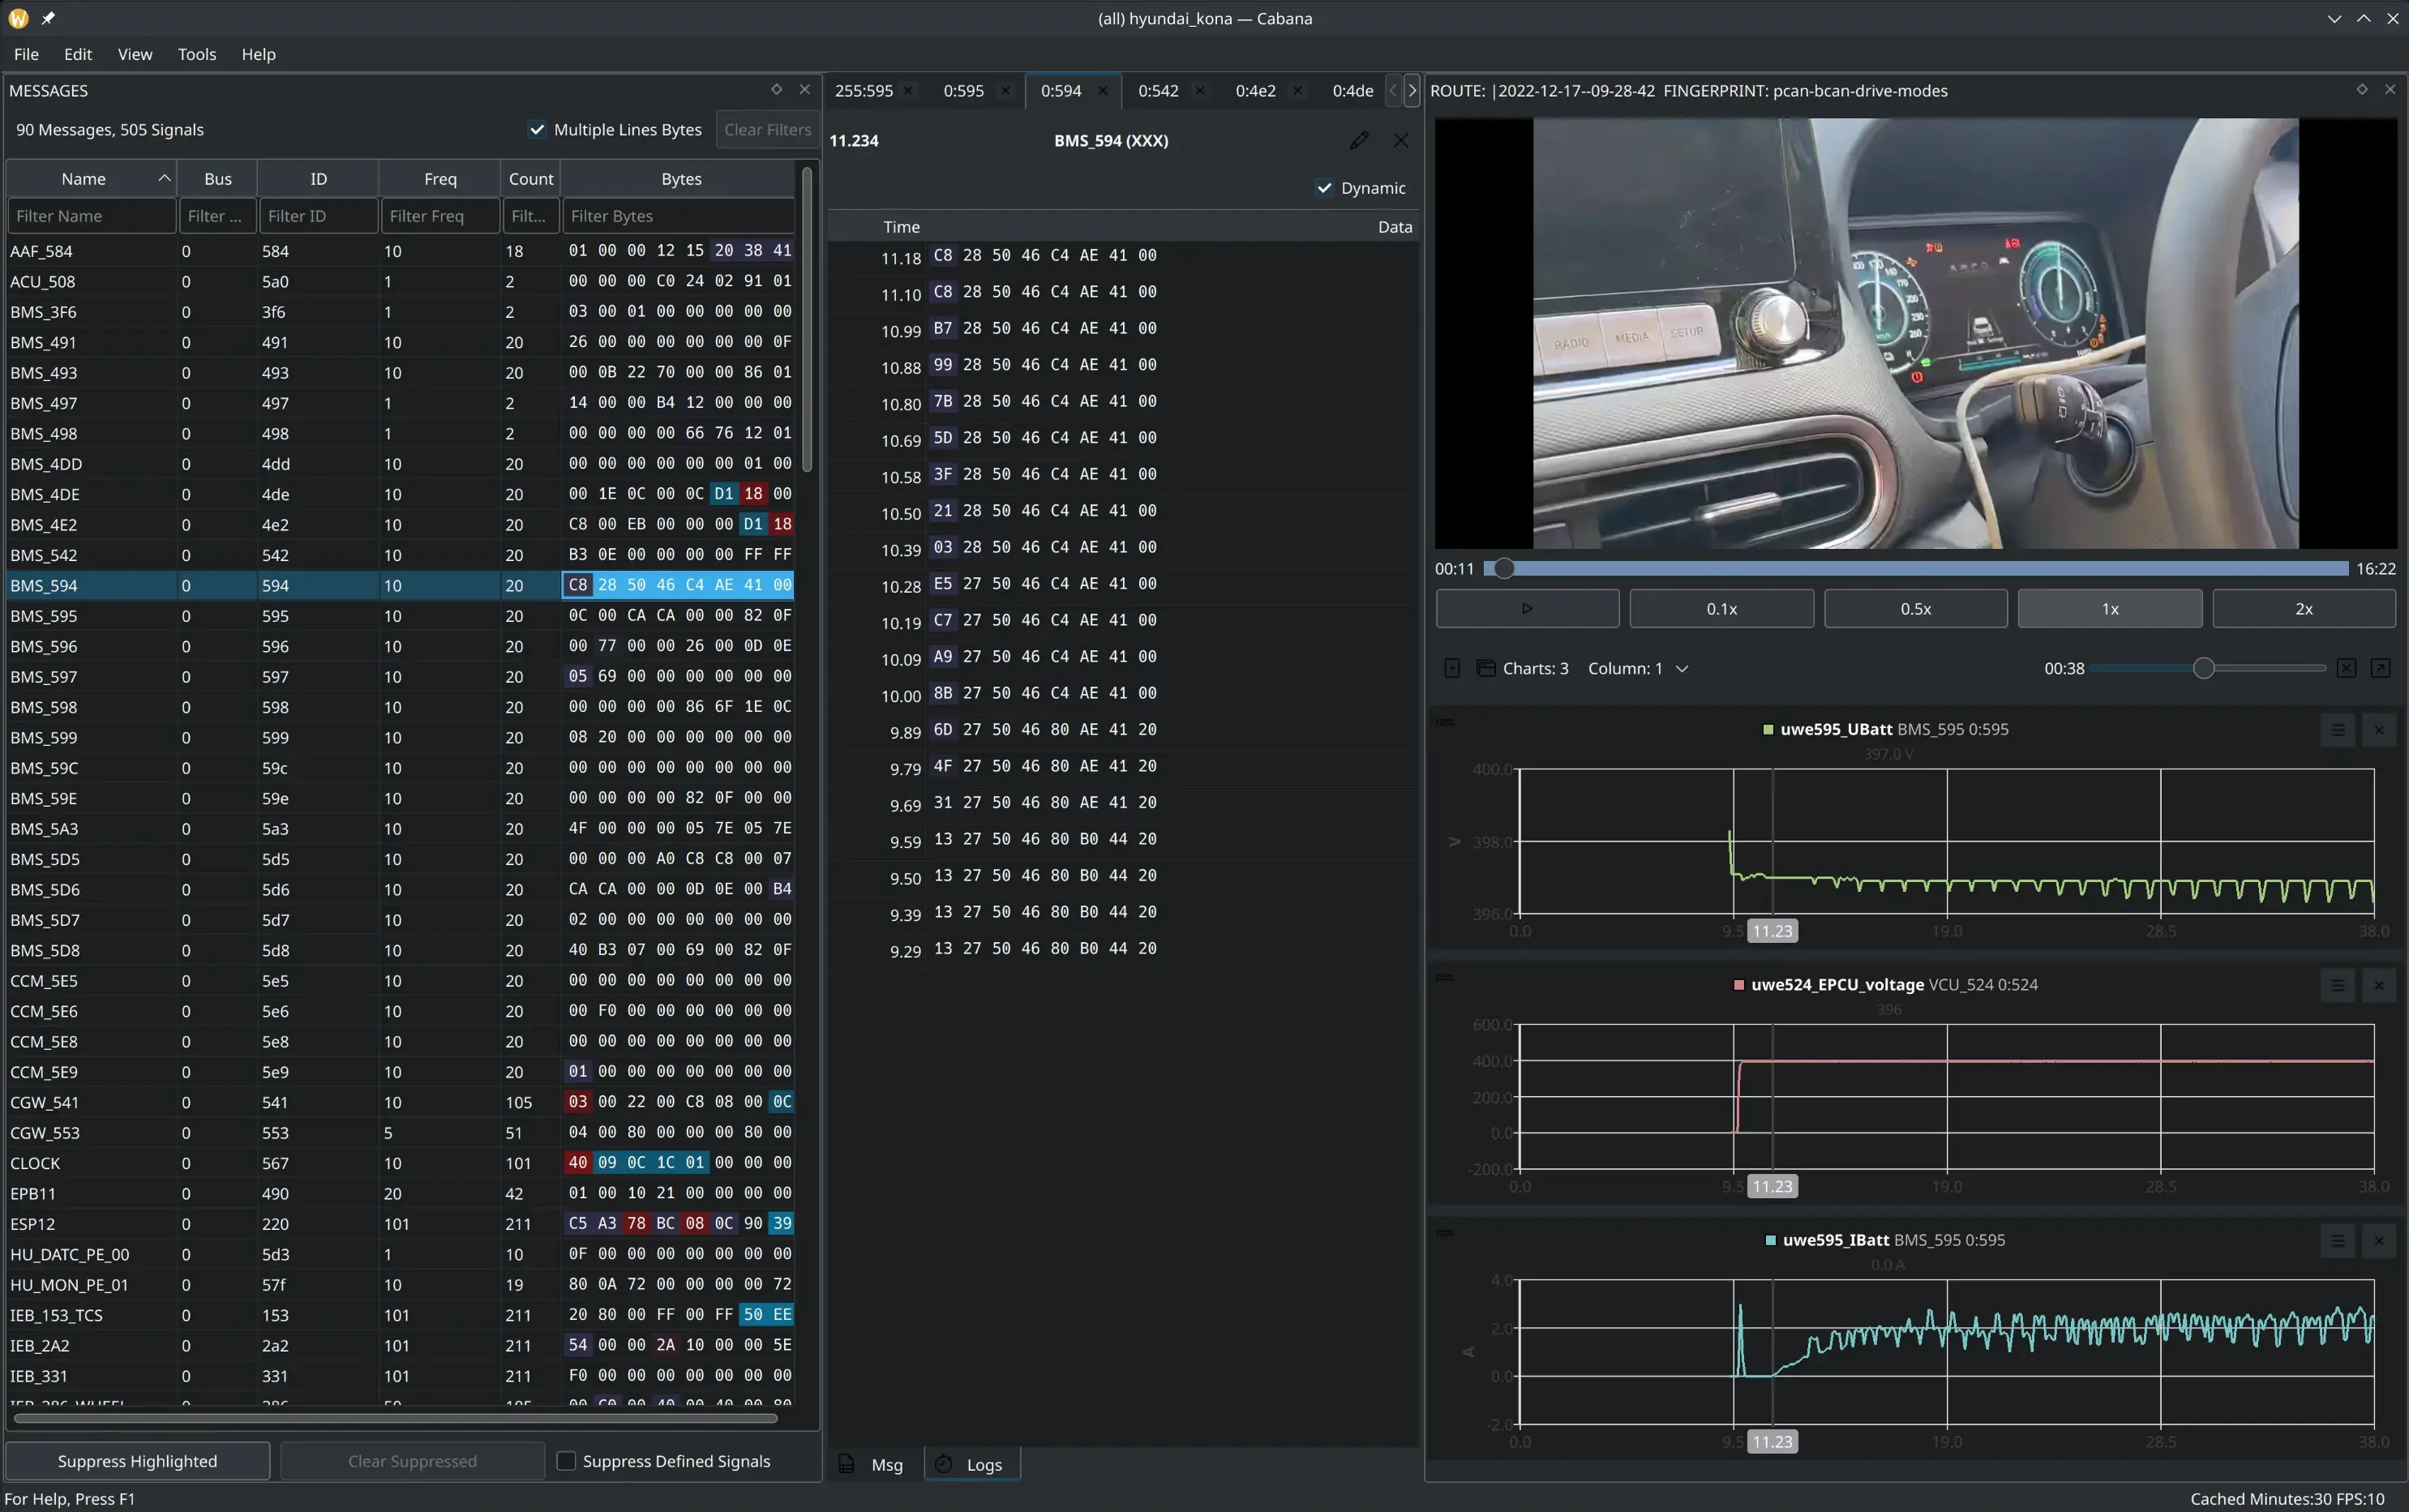 (all) hyundai_kona — Cabana
File Edit View Tools Help
MESSAGES
90 Messages, 505 Signals Multiple Lines Bytes Clear Filters
Name Bus ID Freq Count Bytes
Filter Name Filter ... Filter ID Filter Freq Filt... Filter Bytes
AAF_584 0 584 10 18 01 00 00 12 15 20 38 41
ACU_508 0 5a0 1 2 00 00 00 C0 24 02 91 01
BMS_3F6 0 3f6 1 2 03 00 01 00 00 00 00 00
BMS_491 0 491 10 20 26 00 00 00 00 00 00 0F
BMS_493 0 493 10 20 00 0B 22 70 00 00 86 01
BMS_497 0 497 1 2 14 00 00 B4 12 00 00 00
BMS_498 0 498 1 2 00 00 00 00 66 76 12 01
BMS_4DD 0 4dd 10 20 00 00 00 00 00 00 01 00
BMS_4DE 0 4de 10 20 00 1E 0C 00 0C D1 18 00
BMS_4E2 0 4e2 10 20 C8 00 EB 00 00 00 D1 18
BMS_542 0 542 10 20 B3 0E 00 00 00 00 FF FF
BMS_594 0 594 10 20 C8 28 50 46 C4 AE 41 00
BMS_595 0 595 10 20 0C 00 CA CA 00 00 82 0F
BMS_596 0 596 10 20 00 77 00 00 26 00 0D 0E
BMS_597 0 597 10 20 05 69 00 00 00 00 00 00
BMS_598 0 598 10 20 00 00 00 00 86 6F 1E 0C
BMS_599 0 599 10 20 08 20 00 00 00 00 00 00
BMS_59C 0 59c 10 20 00 00 00 00 00 00 00 00
BMS_59E 0 59e 10 20 00 00 00 00 82 0F 00 00
BMS_5A3 0 5a3 10 20 4F 00 00 00 05 7E 05 7E
BMS_5D5 0 5d5 10 20 00 00 00 A0 C8 C8 00 07
BMS_5D6 0 5d6 10 20 CA CA 00 00 0D 0E 00 B4
BMS_5D7 0 5d7 10 20 02 00 00 00 00 00 00 00
BMS_5D8 0 5d8 10 20 40 B3 07 00 69 00 82 0F
CCM_5E5 0 5e5 10 20 00 00 00 00 00 00 00 00
CCM_5E6 0 5e6 10 20 00 F0 00 00 00 00 00 00
CCM_5E8 0 5e8 10 20 00 00 00 00 00 00 00 00
CCM_5E9 0 5e9 10 20 01 00 00 00 00 00 00 00
CGW_541 0 541 10 105 03 00 22 00 C8 08 00 0C
CGW_553 0 553 5 51 04 00 80 00 00 00 80 00
CLOCK 0 567 10 101 40 09 0C 1C 01 00 00 00
EPB11 0 490 20 42 01 00 10 21 00 00 00 00
ESP12 0 220 101 211 C5 A3 78 BC 08 0C 90 39
HU_DATC_PE_00 0 5d3 1 10 0F 00 00 00 00 00 00 00
HU_MON_PE_01 0 57f 10 19 80 0A 72 00 00 00 00 72
IEB_153_TCS 0 153 101 211 20 80 00 FF 00 FF 50 EE
IEB_2A2 0 2a2 101 211 54 00 00 2A 10 00 00 5E
IEB_331 0 331 101 211 F0 00 00 00 00 00 00 00
Suppress Highlighted Clear Suppressed Suppress Defined Signals
For Help, Press F1
255:595 0:595 0:594 0:542 0:4e2 0:4de
11.234 BMS_594 (XXX)
Dynamic
Time Data
11.18 C8 28 50 46 C4 AE 41 00
11.10 C8 28 50 46 C4 AE 41 00
10.99 B7 28 50 46 C4 AE 41 00
10.88 99 28 50 46 C4 AE 41 00
10.80 7B 28 50 46 C4 AE 41 00
10.69 5D 28 50 46 C4 AE 41 00
10.58 3F 28 50 46 C4 AE 41 00
10.50 21 28 50 46 C4 AE 41 00
10.39 03 28 50 46 C4 AE 41 00
10.28 E5 27 50 46 C4 AE 41 00
10.19 C7 27 50 46 C4 AE 41 00
10.09 A9 27 50 46 C4 AE 41 00
10.00 8B 27 50 46 C4 AE 41 00
9.89 6D 27 50 46 80 AE 41 20
9.79 4F 27 50 46 80 AE 41 20
9.69 31 27 50 46 80 AE 41 20
9.59 13 27 50 46 80 B0 44 20
9.50 13 27 50 46 80 B0 44 20
9.39 13 27 50 46 80 B0 44 20
9.29 13 27 50 46 80 B0 44 20
Msg Logs
ROUTE: |2022-12-17--09-28-42 FINGERPRINT: pcan-bcan-drive-modes
RADIO MEDIA SETUP
00:11 16:22
0.1x 0.5x 1x 2x
Charts: 3 Column: 1 00:38
uwe595_UBatt BMS_595 0:595
397.0 V
400.0
V 398.0
396.0
0.0 9.5 11.23 19.0 28.5 38.0
uwe524_EPCU_voltage VCU_524 0:524
396
600.0
400.0
200.0
0.0
-200.0
0.0 9.5 11.23 19.0 28.5 38.0
uwe595_IBatt BMS_595 0:595
0.0 A
4.0
2.0
A
0.0
-2.0
0.0 9.5 11.23 19.0 28.5 38.0
Cached Minutes:30 FPS:10